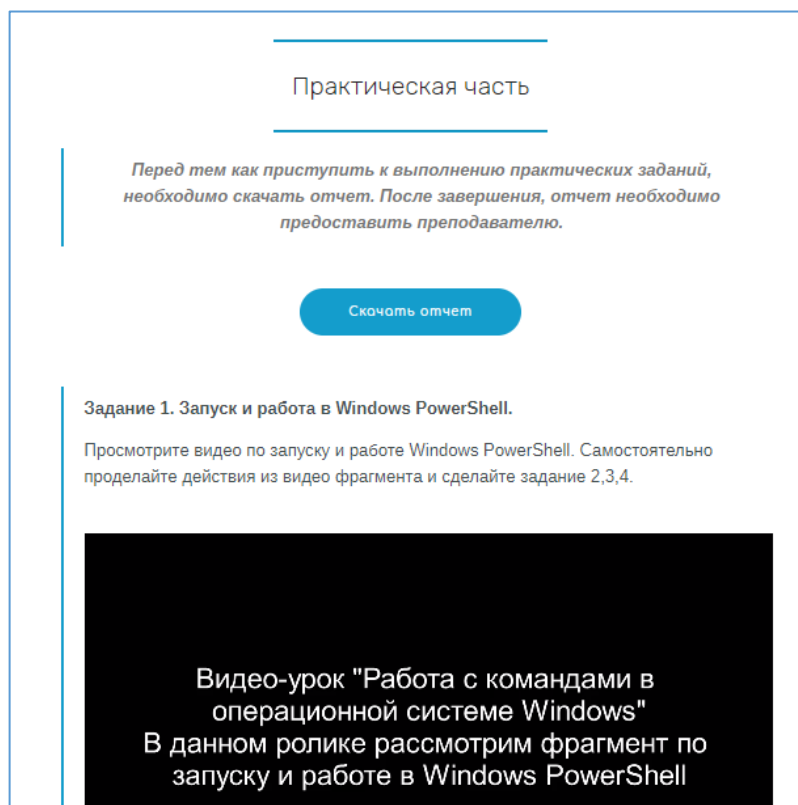 Практическая часть
Перед тем как приступить к выполнению практических заданий,
необходимо скачать отчет. После завершения, отчет необходимо
предоставить преподавателю.
Скачать отчет
Задание 1. Запуск и работа в Windows PowerShell.
Просмотрите видео по запуску и работе Windows PowerShell. Самостоятельно
проделайте действия из видео фрагмента и сделайте задание 2,3,4.
Видео-урок "Работа с командами в
операционной системе Windows"
В данном ролике рассмотрим фрагмент по
запуску и работе в Windows PowerShell